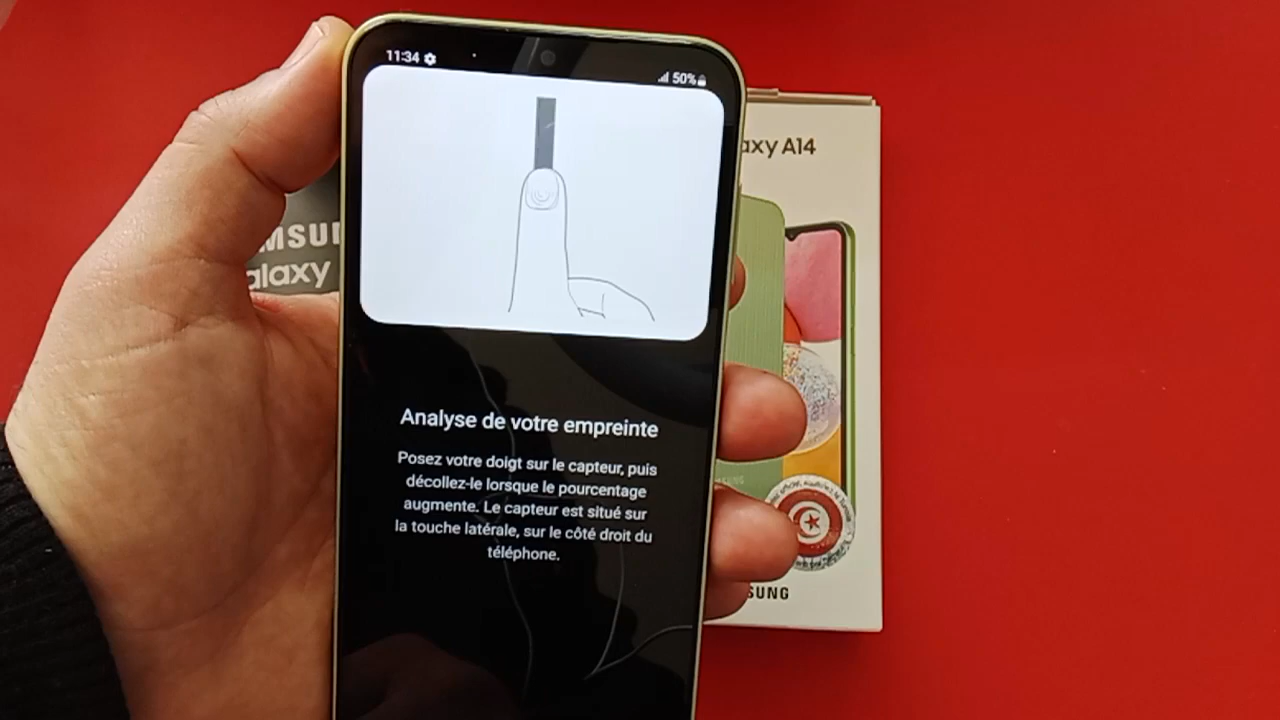 11:34
50%
axy A14
MSUN
alaxy
Analyse de votre empreinte
Posez votre doigt sur le capteur, puis
décollez-le lorsque le pourcentage
augmente. Le capteur est situé sur
la touche latérale, sur le côté droit du
téléphone.
SUNG